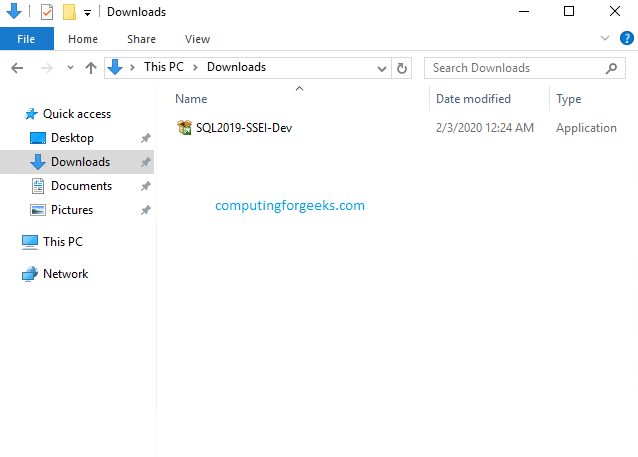 Downloads
File Home Share View
This PC Downloads Search Downloads
Name Date modified Type
Quick access
SQL2019-SSEI-Dev 2/3/2020 12:24 AM Application
Desktop
Downloads
Documents
Pictures
computingforgeeks.com
This PC
Network